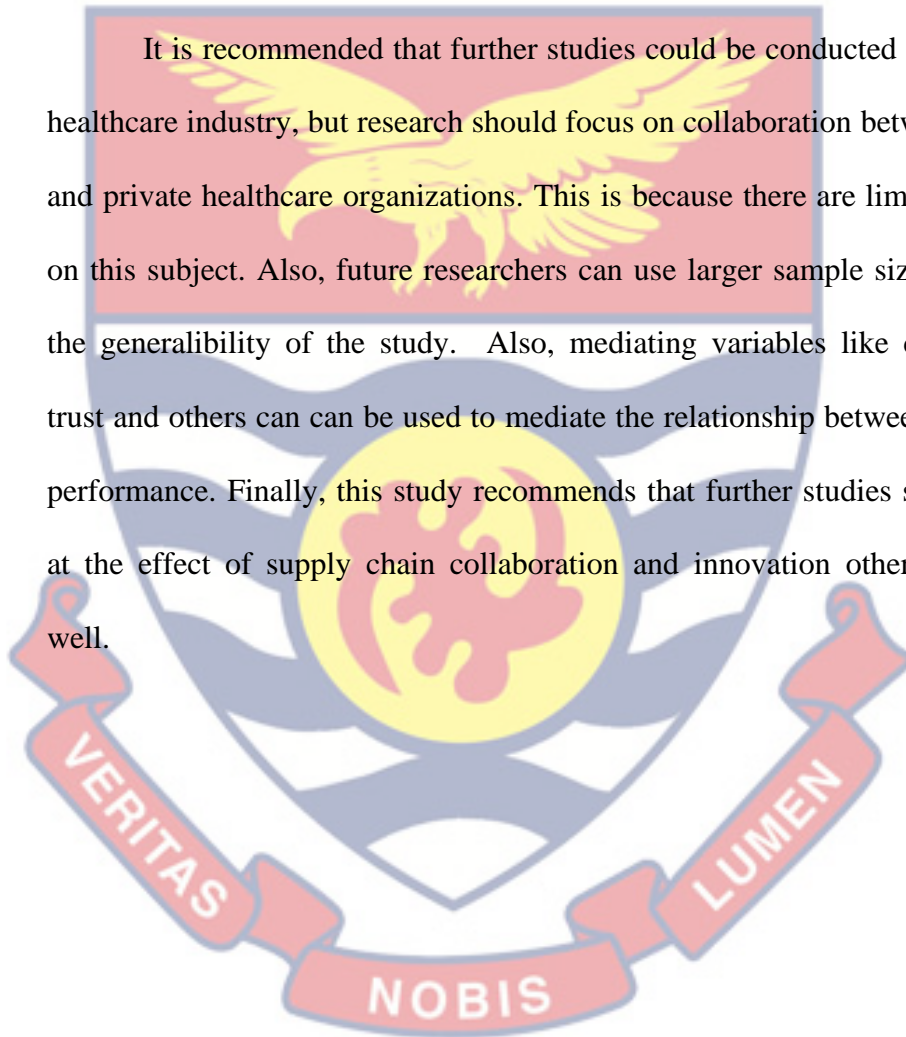 It is recommended that further studies could be conducted
healthcare industry, but research should focus on collaboration
and private healthcare organizations. This is because there are
on this subject. Also, future researchers can use larger sample
the generalibility of the study. Also, mediating variables like
trust and others can can be used to mediate the relationship
performance. Finally, this study recommends that further studies
at the effect of supply chain collaboration and innovation other
well.
VERITAS
NOBIS
LUMEN